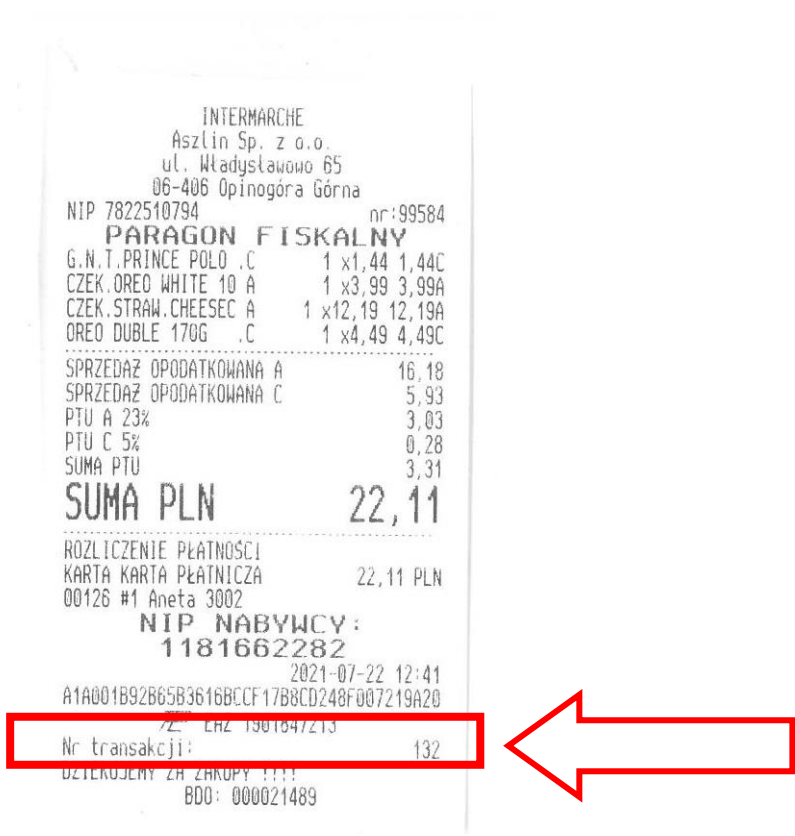 INTERMARCHE
Aszlin Sp. z o.o.
ul. Władysławowo 65
06-406 Opinogóra Górna
NIP 7822510794 nr:99584
PARAGON FISKALNY
G.N.T.PRINCE POLO .C 1 x1,44 1,44C
CZEK.OREO WHITE 10 A 1 x3,99 3,99A
CZEK.STRAW.CHEESEC A 1 x12,19 12,19A
OREO DUBLE 170G .C 1 x4,49 4,49C
SPRZEDAŻ OPODATKOWANA A 16,18
SPRZEDAŻ OPODATKOWANA C 5,93
PTU A 23% 3,03
PTU C 5% 0,28
SUMA PTU 3,31
SUMA PLN 22,11
ROZLICZENIE PŁATNOŚCI
KARTA KARTA PŁATNICZA 22,11 PLN
00126 #1 Aneta 3002
NIP NABYWCY:
1181662282
2021-07-22 12:41
A1A001B92B65B3616BCCF17B8CD248F007219A20
EAZ 1901847213
Nr transakcji: 132
DZIEKUJEMY ZA ZAKUPY !!!!
BDO: 000021489